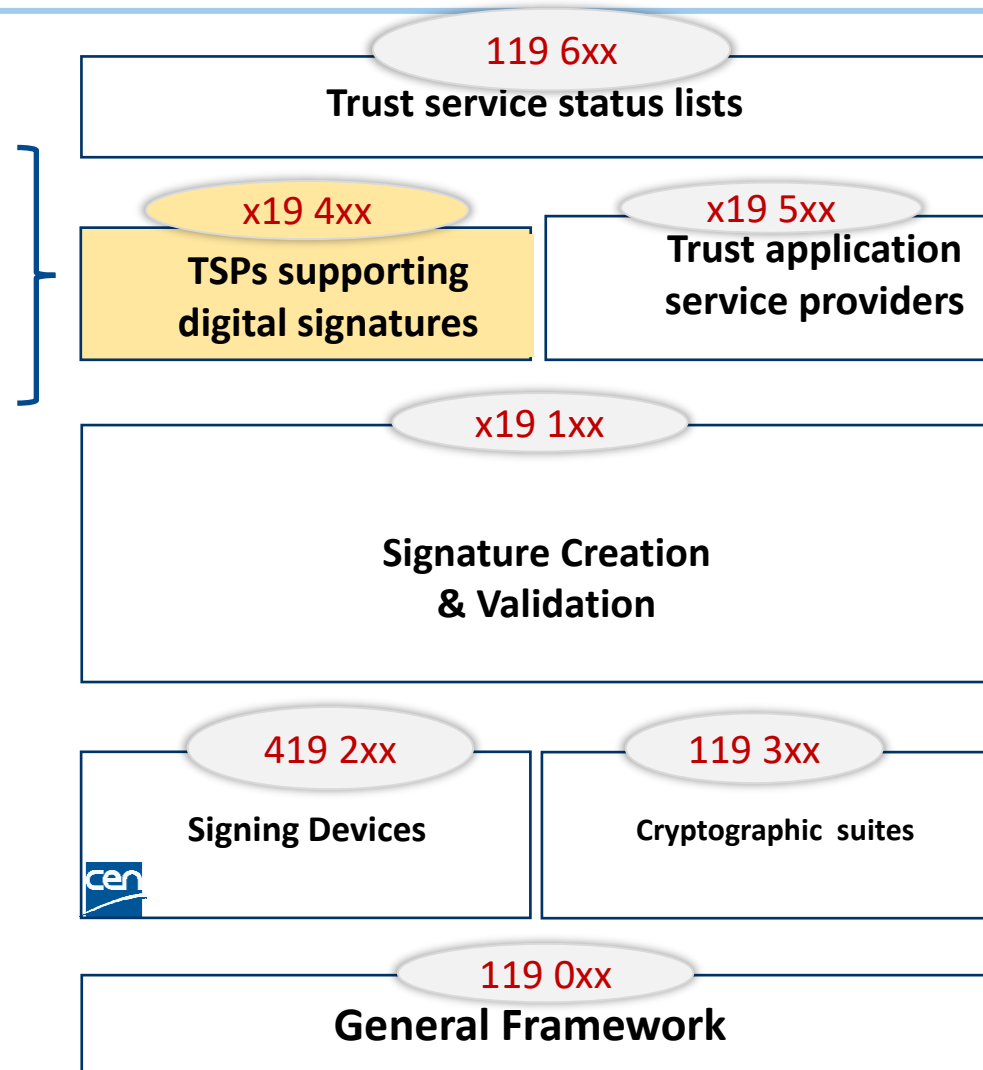 119 6xx
Trust service status lists
x19 4xx
TSPs supporting
digital signatures
x19 5xx
Trust application
service providers
x19 1xx
Signature Creation
& Validation
419 2xx
Signing Devices
cen
119 3xx
Cryptographic suites
119 0xx
General Framework